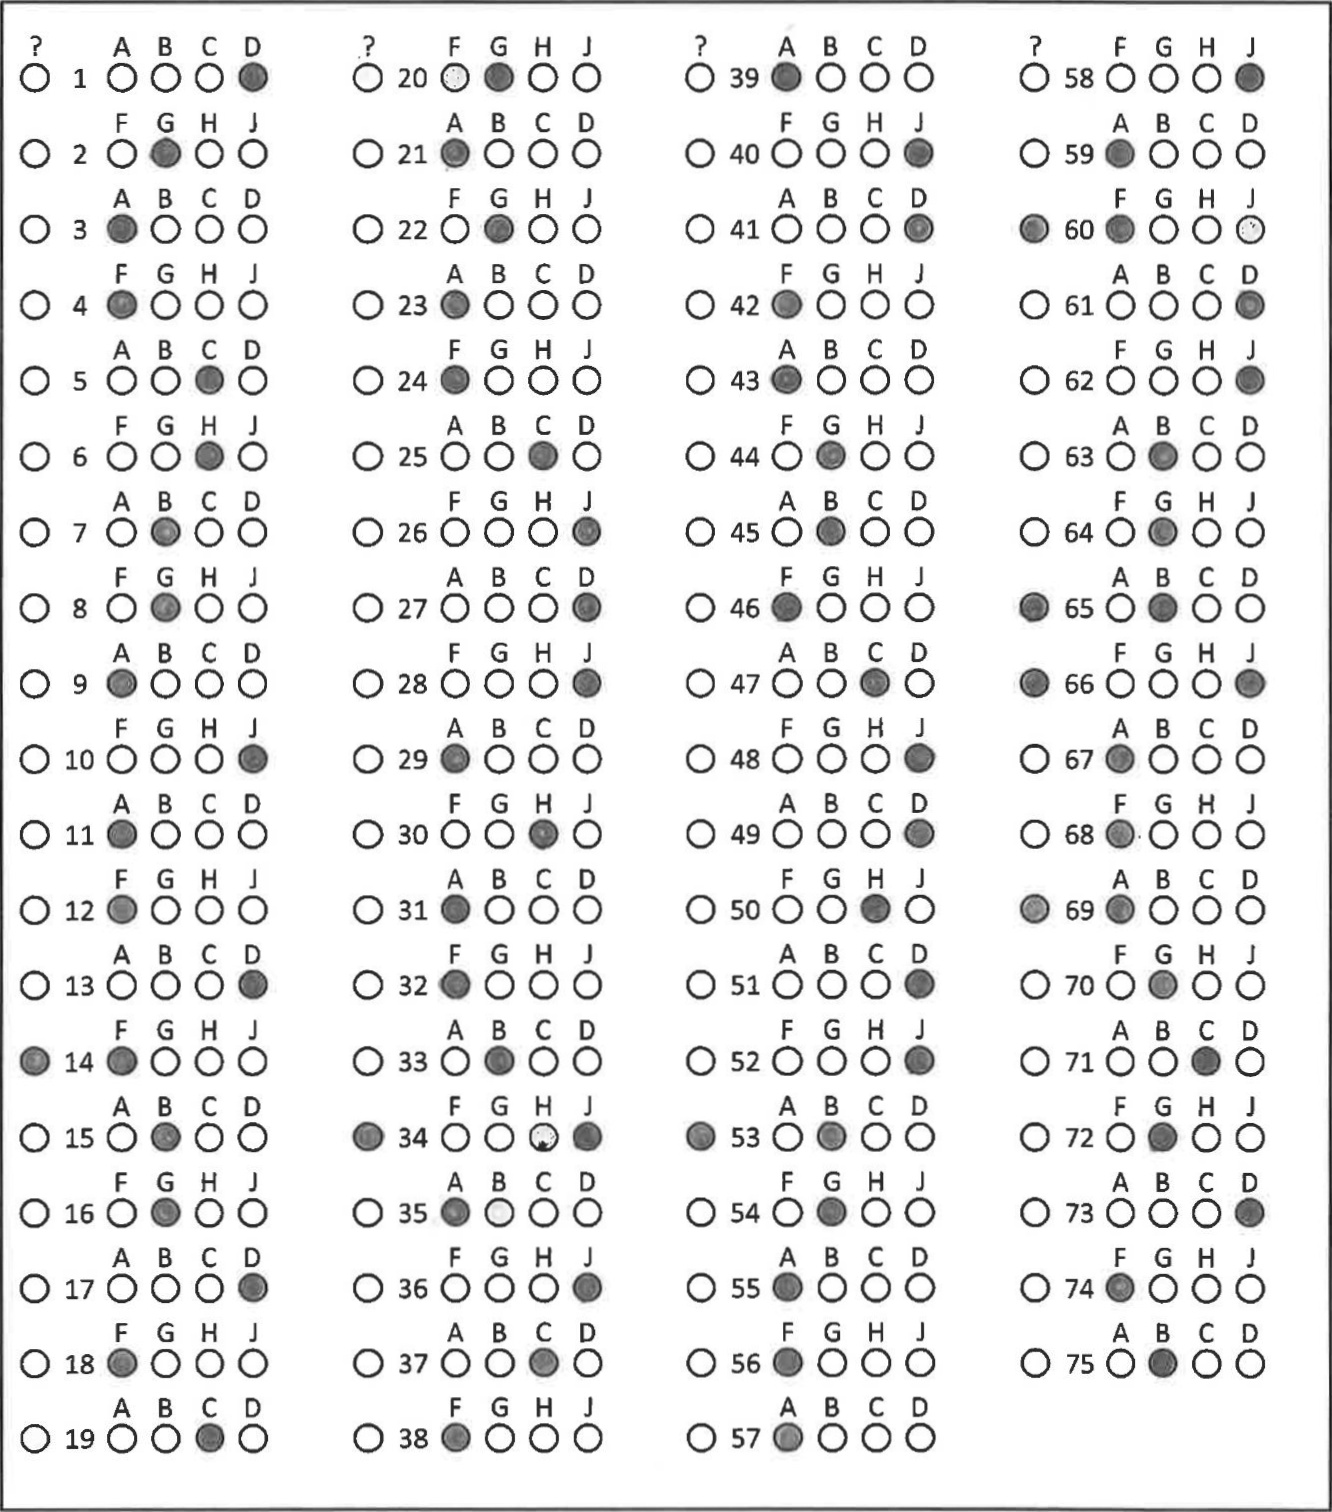 ? A B C D
1
F G H J
2
A B C D
3
F G H J
4
A B C D
5
F G H J
6
A B C D
7
F G H J
8
A B C D
9
F G H J
10
A B C D
11
F G H J
12
A B C D
13
F G H J
14
A B C D
15
F G H J
16
A B C D
17
F G H J
18
A B C D
19
? F G H J
20
A B C D
21
F G H J
22
A B C D
23
F G H J
24
A B C D
25
F G H J
26
A B C D
27
F G H J
28
A B C D
29
F G H J
30
A B C D
31
F G H J
32
A B C D
33
F G H J
34
A B C D
35
F G H J
36
A B C D
37
F G H J
38
? A B C D
39
F G H J
40
A B C D
41
F G H J
42
A B C D
43
F G H J
44
A B C D
45
F G H J
46
A B C D
47
F G H J
48
A B C D
49
F G H J
50
A B C D
51
F G H J
52
A B C D
53
F G H J
54
A B C D
55
F G H J
56
A B C D
57
? F G H J
58
A B C D
59
F G H J
60
A B C D
61
F G H J
62
A B C D
63
F G H J
64
A B C D
65
F G H J
66
A B C D
67
F G H J
68
A B C D
69
F G H J
70
A B C D
71
F G H J
72
A B C D
73
F G H J
74
A B C D
75